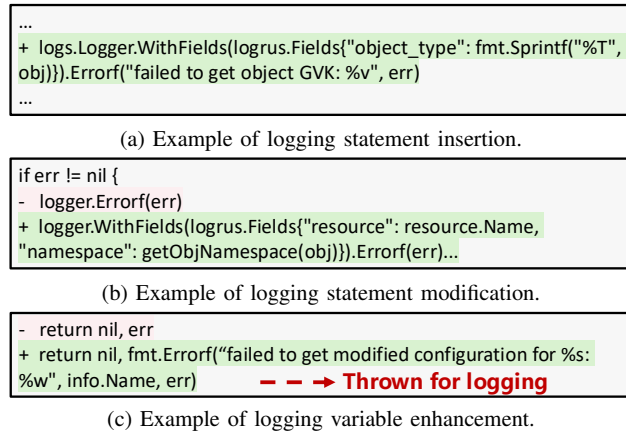 ...
+ logs.Logger.WithFields(logrus.Fields{"object_type": fmt.Sprintf("%T",
obj)}).Errorf("failed to get object GVK: %v", err)
...
(a) Example of logging statement insertion.
if err != nil {
- logger.Errorf(err)
+ logger.WithFields(logrus.Fields{"resource": resource.Name,
"namespace": getObjNamespace(obj)}).Errorf(err)...
(b) Example of logging statement modification.
- return nil, err
+ return nil, fmt.Errorf(“failed to get modified configuration for %s:
%w", info.Name, err) Thrown for logging
(c) Example of logging variable enhancement.